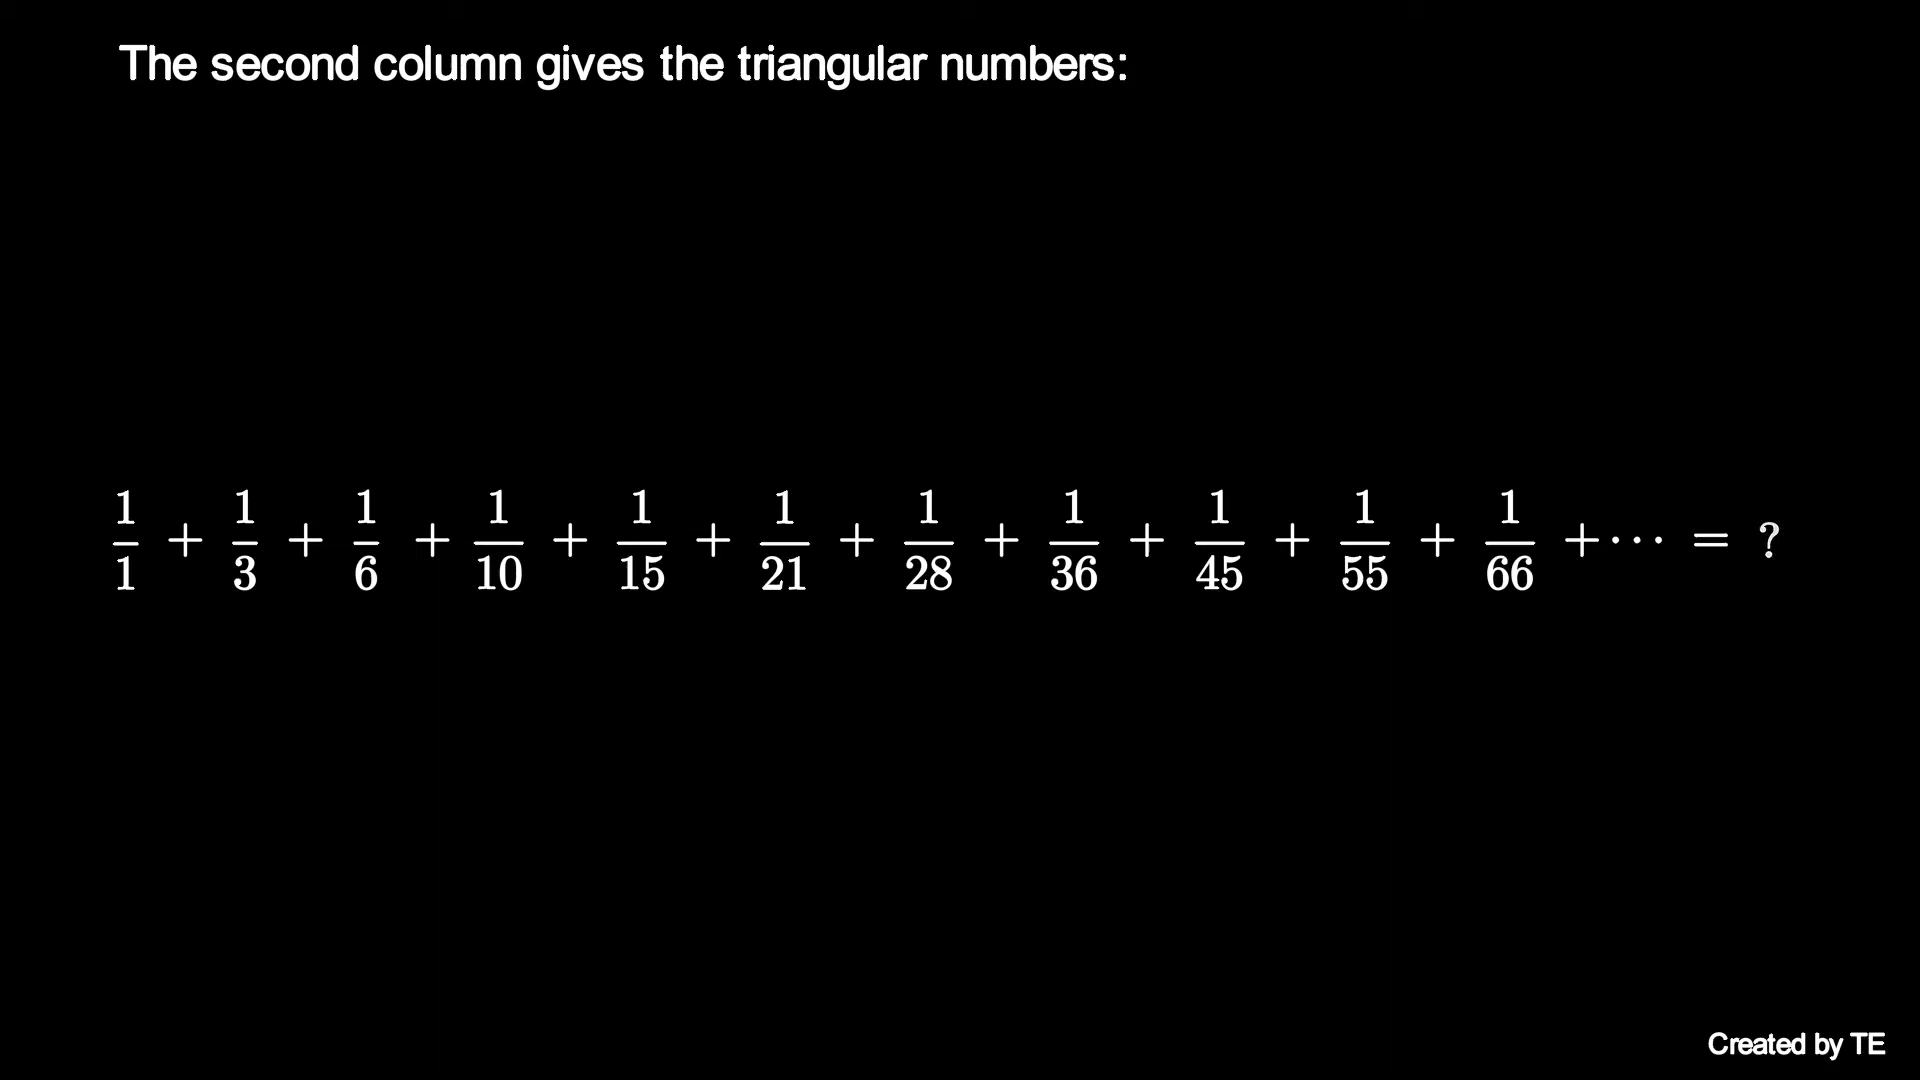 The second column gives the triangular numbers:
1/1 + 1/3 + 1/6 + 1/10 + 1/15 + 1/21 + 1/28 + 1/36 + 1/45 + 1/55 + 1/66 + ⋯ = ?
Created by TE